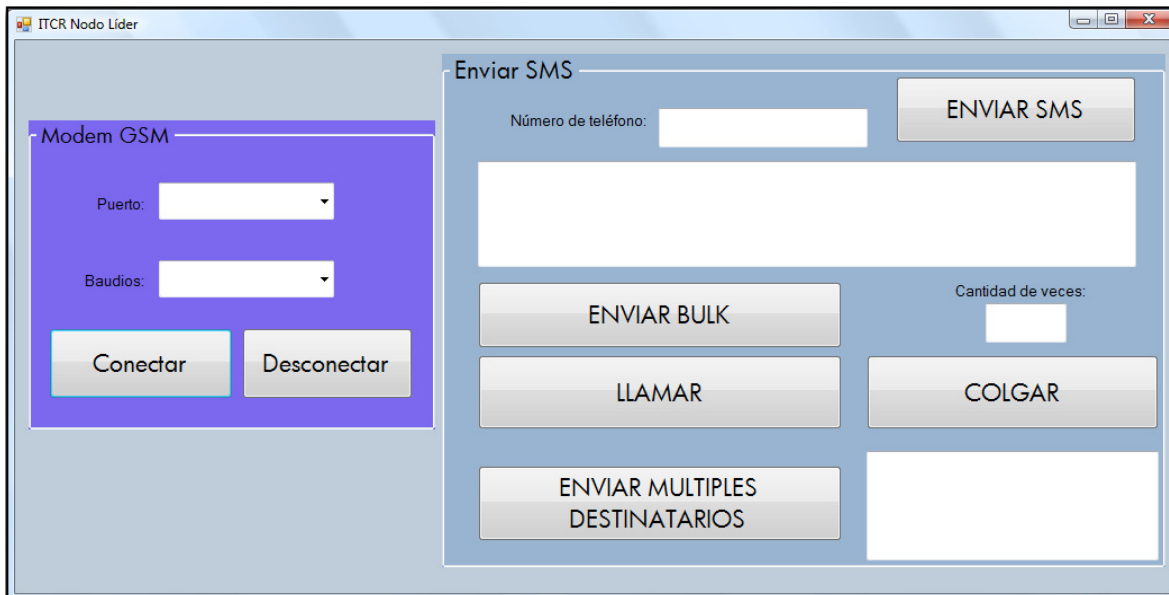 ITCR Nodo Líder
Modem GSM
Puerto:
Baudios:
Conectar
Desconectar
Enviar SMS
Número de teléfono:
ENVIAR SMS
ENVIAR BULK
Cantidad de veces:
LLAMAR
COLGAR
ENVIAR MULTIPLES
DESTINATARIOS